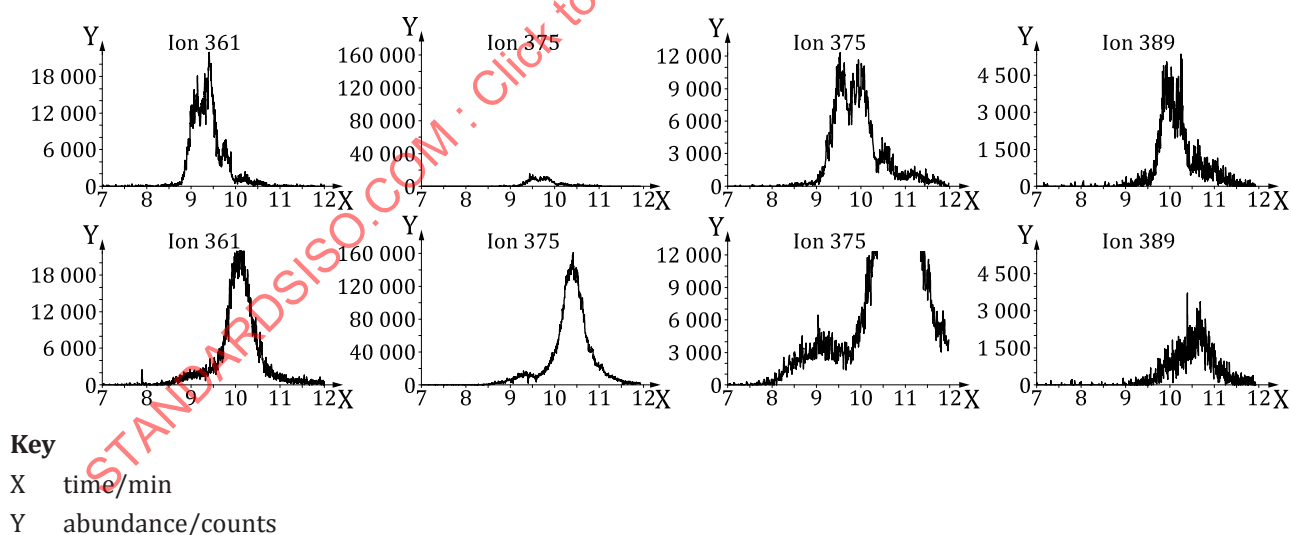 Y Ion 361 Y Ion 375 Y Ion 375 Y Ion 389
18 000 12 000 6 000 0
160 000 120 000 80 000 40 000 0
12 000 9 000 6 000 3 000 0
4 500 3 000 1 500 0
7 8 9 10 11 12 X 7 8 9 10 11 12 X 7 8 9 10 11 12 X 7 8 9 10 11 12 X
Y Ion 361 Y Ion 375 Y Ion 375 Y Ion 389
18 000 12 000 6 000 0
160 000 120 000 80 000 40 000 0
12 000 9 000 6 000 3 000 0
4 500 3 000 1 500 0
7 8 9 10 11 12 X 7 8 9 10 11 12 X 7 8 9 10 11 12 X 7 8 9 10 11 12 X
STANDARDSISO.COM : Click to
Key
X time/min
Y abundance/counts